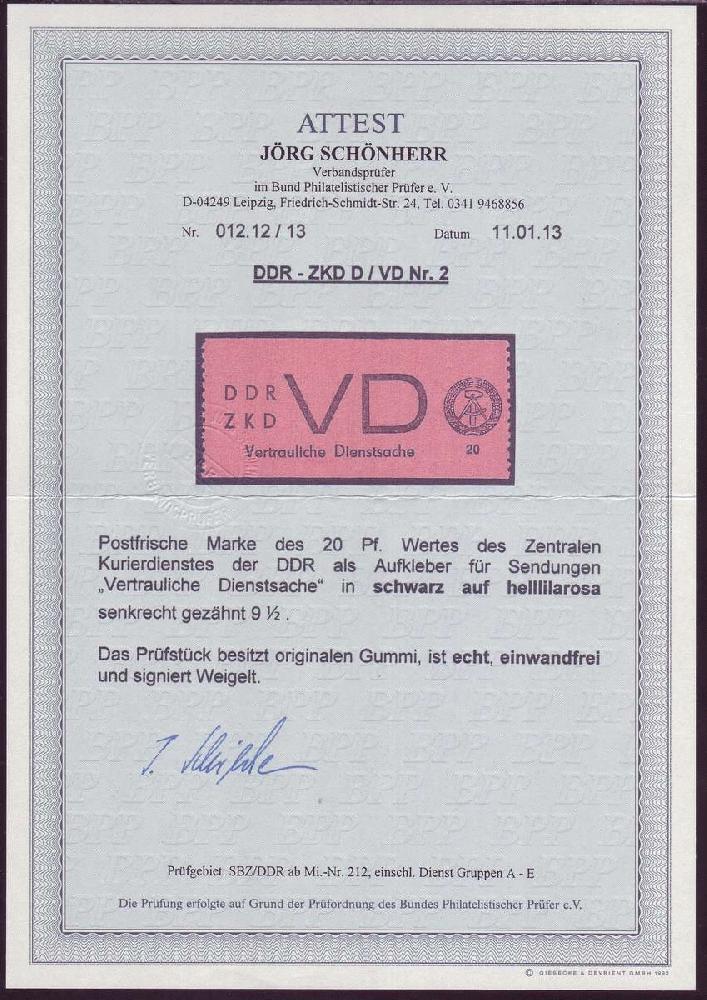 ATTEST
JÖRG SCHÖNHERR
Verbandsprüfer
im Bund Philatelistischer Prüfer e. V.
D-04249 Leipzig, Friedrich-Schmidt-Str. 24, Tel. 0341 9468856
Nr. 012.12 / 13 Datum 11.01.13
DDR - ZKD D / VD Nr. 2
DDR VD
ZKD
Vertrauliche Dienstsache 20
Postfrische Marke des 20 Pf. Wertes des Zentralen
Kurierdienstes der DDR als Aufkleber für Sendungen
„Vertrauliche Dienstsache“ in schwarz auf helllilarosa
senkrecht gezähnt 9 ½ .
Das Prüfstück besitzt originalen Gummi, ist echt, einwandfrei
und signiert Weigelt.
Prüfgebiet: SBZ/DDR ab Mi.-Nr. 212, einschl. Dienst Gruppen A - E
Die Prüfung erfolgte auf Grund der Prüfordnung des Bundes Philatelistischer Prüfer e.V.
© GIESECKE & DEVRIENT GMBH 1993